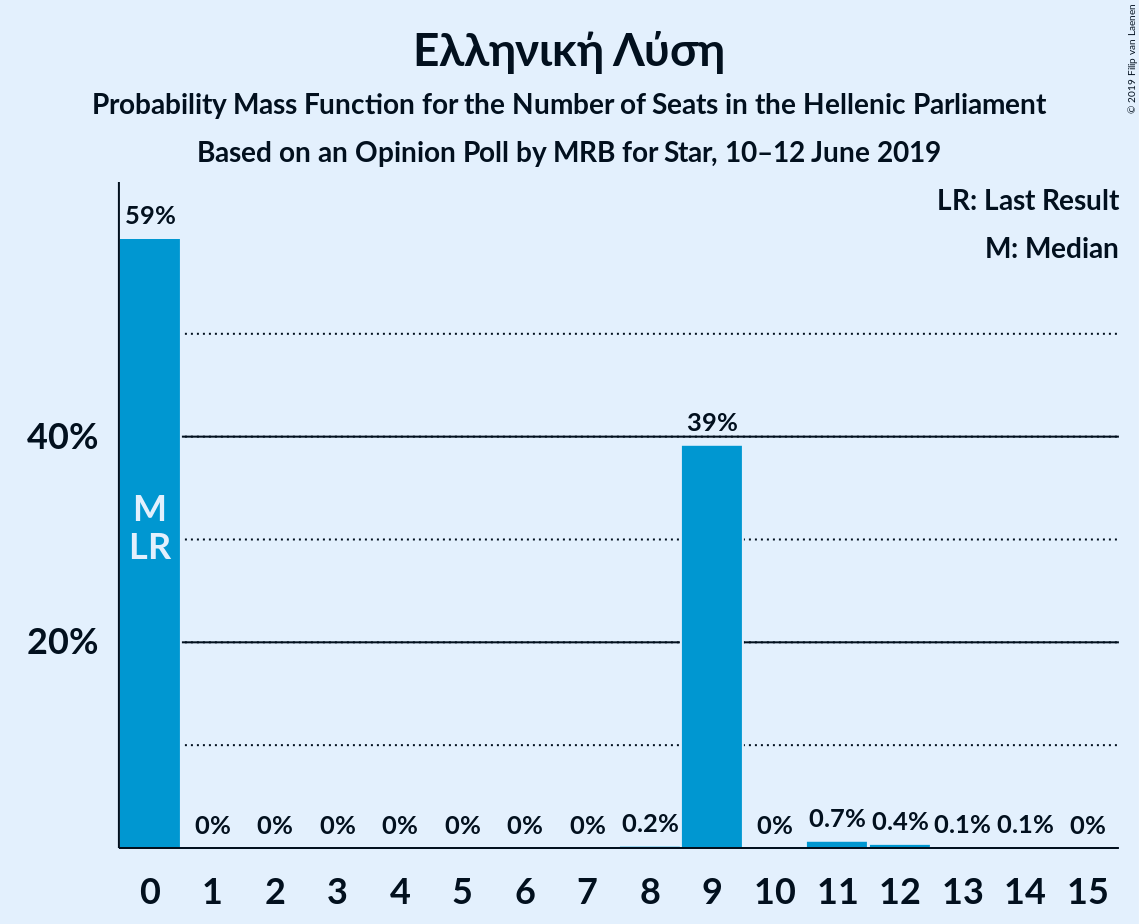 Ελληνική Λύση
Probability Mass Function for the Number of Seats in the Hellenic Parliament
Based on an Opinion Poll by MRB for Star, 10–12 June 2019
© 2019 Filip van Laenen
LR: Last Result
M: Median
59%
39%
40%
M
LR
20%
0% 0% 0% 0% 0% 0% 0% 0.2% 0% 0.7% 0.4% 0.1% 0.1% 0%
0 1 2 3 4 5 6 7 8 9 10 11 12 13 14 15